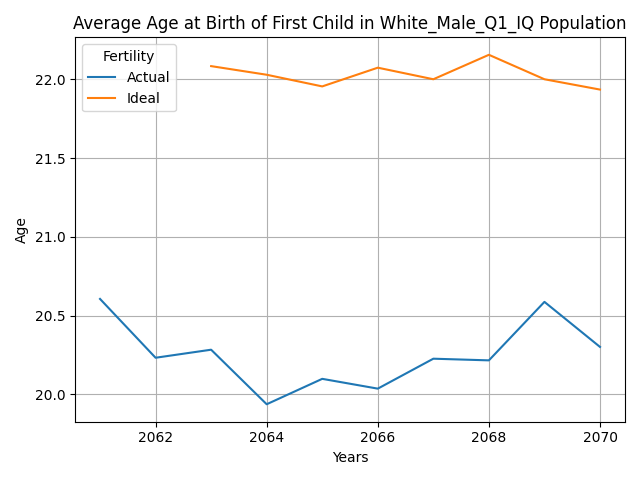 Average Age at Birth of First Child in White_Male_Q1_IQ Population
Fertility
Actual
Ideal
22.0
21.5
21.0
20.5
20.0
Age
2062
2064
2066
2068
2070
Years